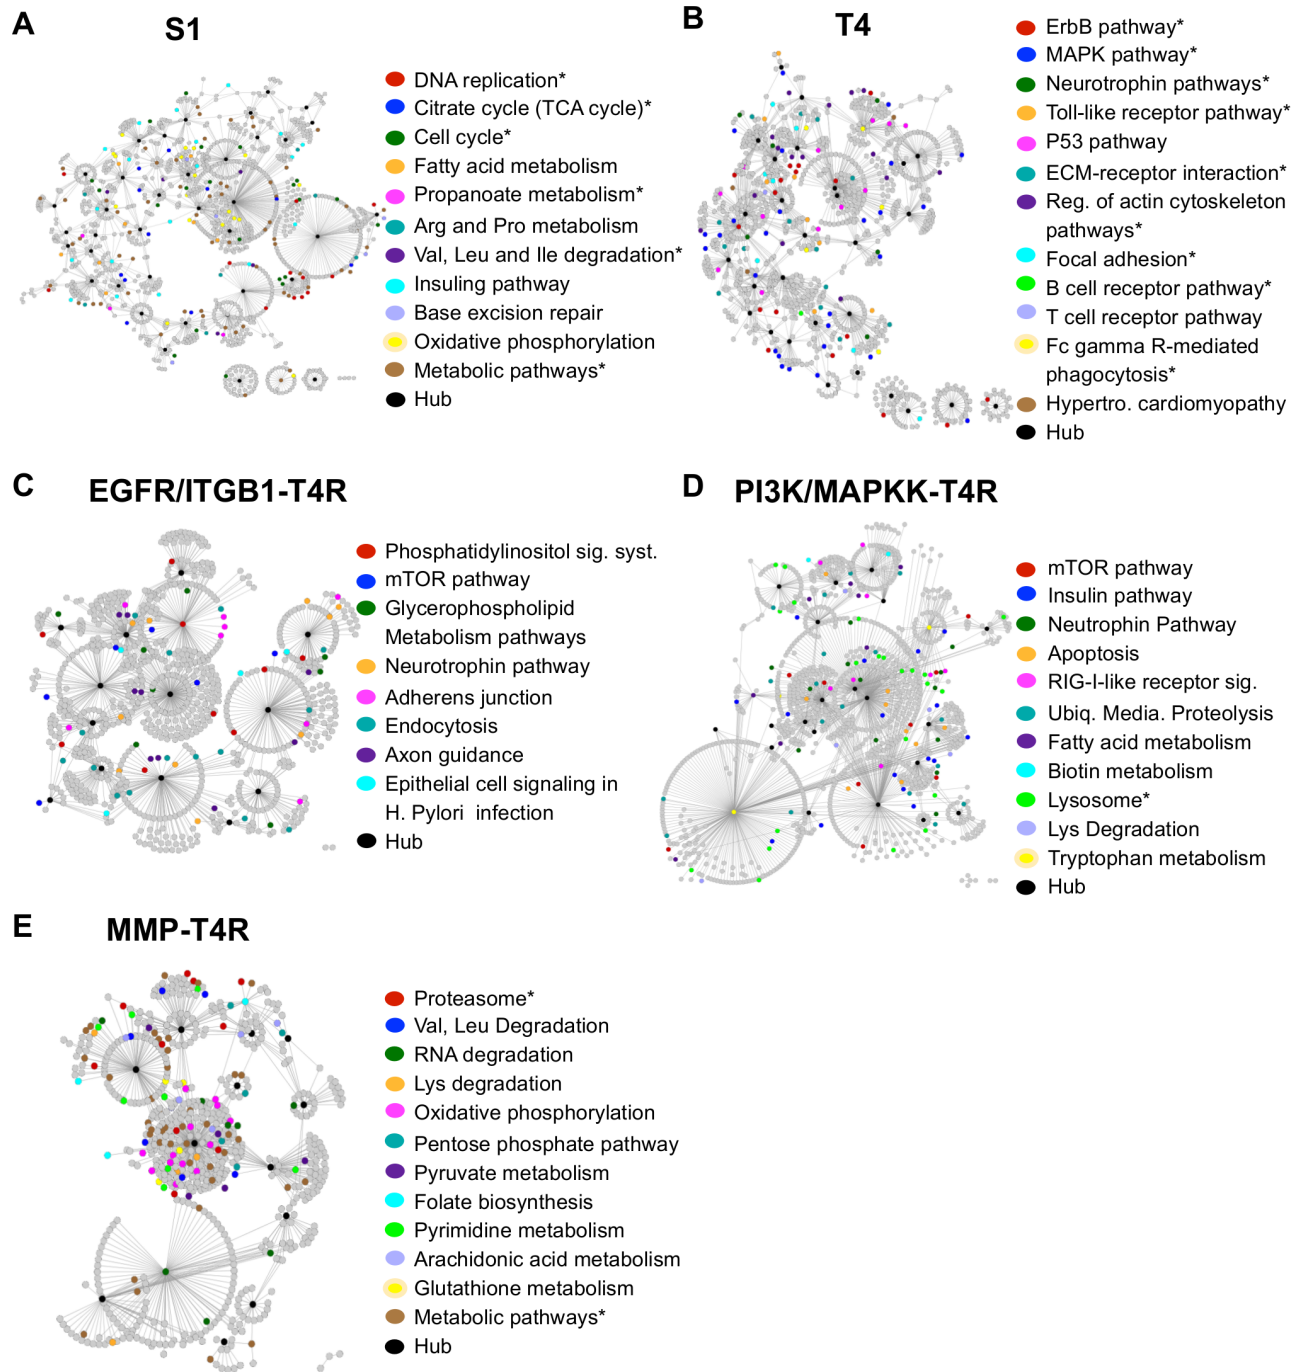 A
S1
DNA replication*
Citrate cycle (TCA cycle)*
Cell cycle*
Fatty acid metabolism
Propanoate metabolism*
Arg and Pro metabolism
Val, Leu and Ile degradation*
Insuling pathway
Base excision repair
Oxidative phosphorylation
Metabolic pathways*
Hub
B
T4
ErbB pathway*
MAPK pathway*
Neurotrophin pathways*
Toll-like receptor pathway*
P53 pathway
ECM-receptor interaction*
Reg. of actin cytoskeleton
pathways*
Focal adhesion*
B cell receptor pathway*
T cell receptor pathway
Fc gamma R-mediated
phagocytosis*
Hypertro. cardiomyopathy
Hub
C
EGFR/ITGB1-T4R
Phosphatidylinositol sig. syst.
mTOR pathway
Glycerophospholipid
Metabolism pathways
Neurotrophin pathway
Adherens junction
Endocytosis
Axon guidance
Epithelial cell signaling in
H. Pylori infection
Hub
D
PI3K/MAPKK-T4R
mTOR pathway
Insulin pathway
Neutrophin Pathway
Apoptosis
RIG-I-like receptor sig.
Ubiq. Media. Proteolysis
Fatty acid metabolism
Biotin metabolism
Lysosome*
Lys Degradation
Tryptophan metabolism
Hub
E
MMP-T4R
Proteasome*
Val, Leu Degradation
RNA degradation
Lys degradation
Oxidative phosphorylation
Pentose phosphate pathway
Pyruvate metabolism
Folate biosynthesis
Pyrimidine metabolism
Arachidonic acid metabolism
Glutathione metabolism
Metabolic pathways*
Hub